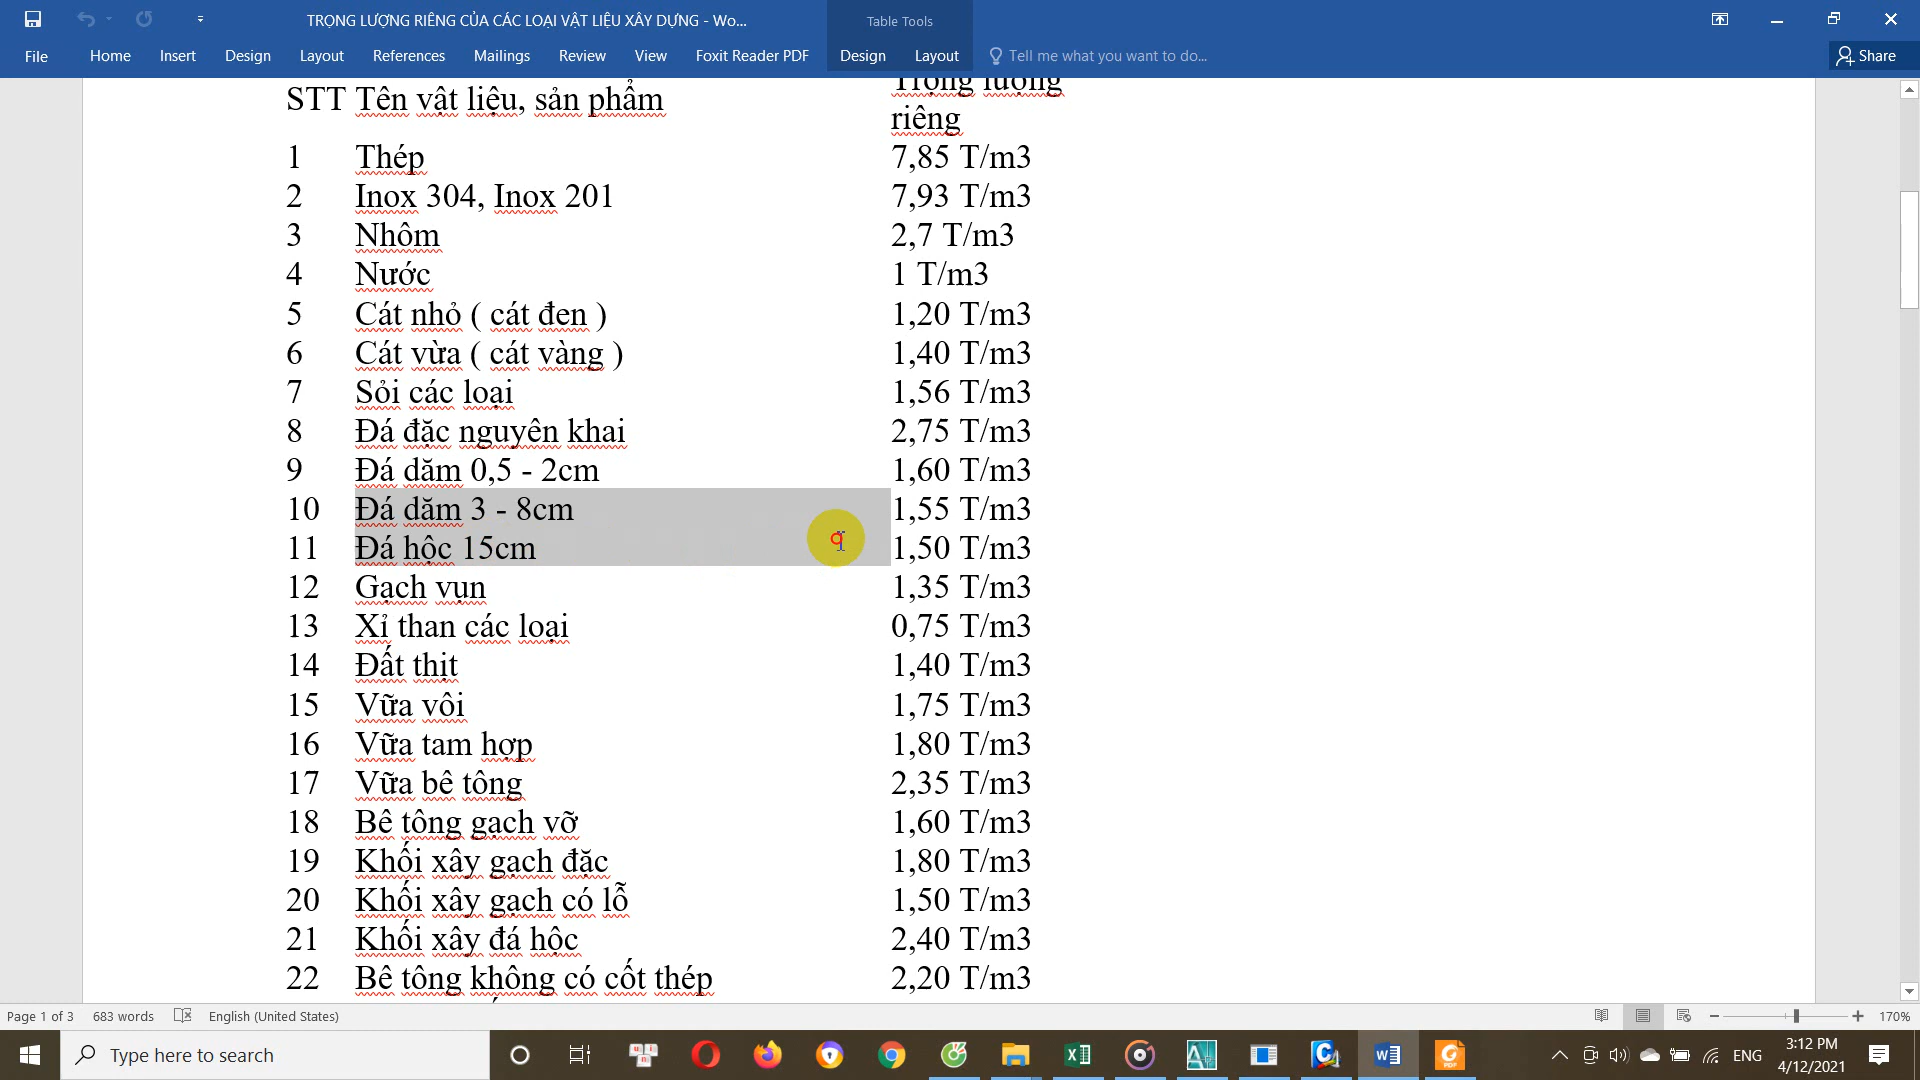 TRỌNG LƯỢNG RIÊNG CỦA CÁC LOẠI VẬT LIỆU XÂY DỰNG - Wo...
Table Tools
File Home Insert Design Layout References Mailings Review View Foxit Reader PDF Design Layout Tell me what you want to do... Share
Trọng lượng
STT Tên vật liệu, sản phẩm
riêng
1 Thép 7,85 T/m3
2 Inox 304, Inox 201 7,93 T/m3
3 Nhôm 2,7 T/m3
4 Nước 1 T/m3
5 Cát nhỏ ( cát đen ) 1,20 T/m3
6 Cát vừa ( cát vàng ) 1,40 T/m3
7 Sỏi các loại 1,56 T/m3
8 Đá đặc nguyên khai 2,75 T/m3
9 Đá dăm 0,5 - 2cm 1,60 T/m3
10 Đá dăm 3 - 8cm 1,55 T/m3
11 Đá hộc 15cm 1,50 T/m3
12 Gạch vụn 1,35 T/m3
13 Xỉ than các loại 0,75 T/m3
14 Đất thịt 1,40 T/m3
15 Vữa vôi 1,75 T/m3
16 Vữa tam hợp 1,80 T/m3
17 Vữa bê tông 2,35 T/m3
18 Bê tông gạch vỡ 1,60 T/m3
19 Khối xây gạch đặc 1,80 T/m3
20 Khối xây gạch có lỗ 1,50 T/m3
21 Khối xây đá hộc 2,40 T/m3
22 Bê tông không có cốt thép 2,20 T/m3
Page 1 of 3 683 words English (United States) 170%
Type here to search
ENG
3:12 PM
4/12/2021